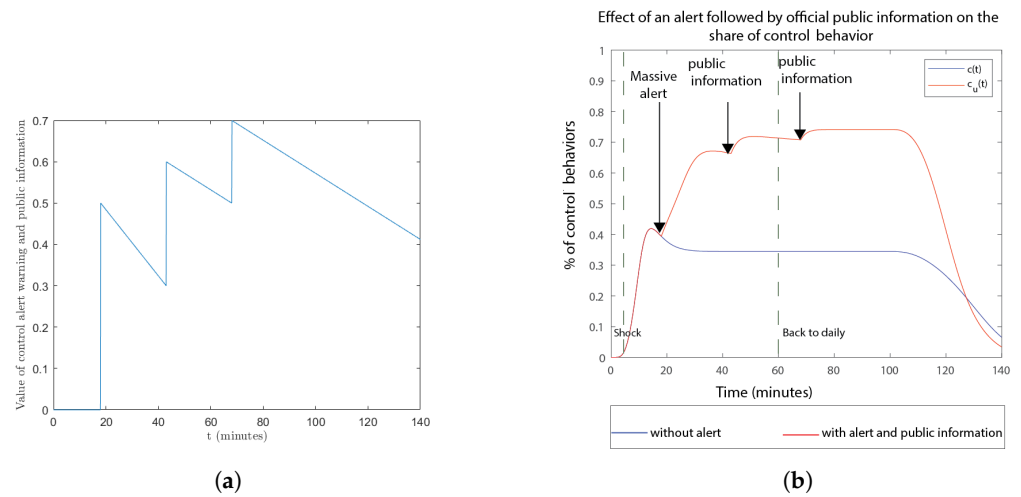 Value of control alert warning and public information
0.7
0.6
0.5
0.4
0.3
0.2
0.1
0
0 20 40 60 80 100 120 140
t (minutes)
(a)
Effect of an alert followed by official public information on the
share of control behavior
% of control behaviors
1
0.9
0.8
0.7
0.6
0.5
0.4
0.3
0.2
0.1
0
Massive
alert
public
information
public
information
c(t)
c_u(t)
Shock
Back to daily
0 20 40 60 80 100 120 140
Time (minutes)
without alert
with alert and public information
(b)